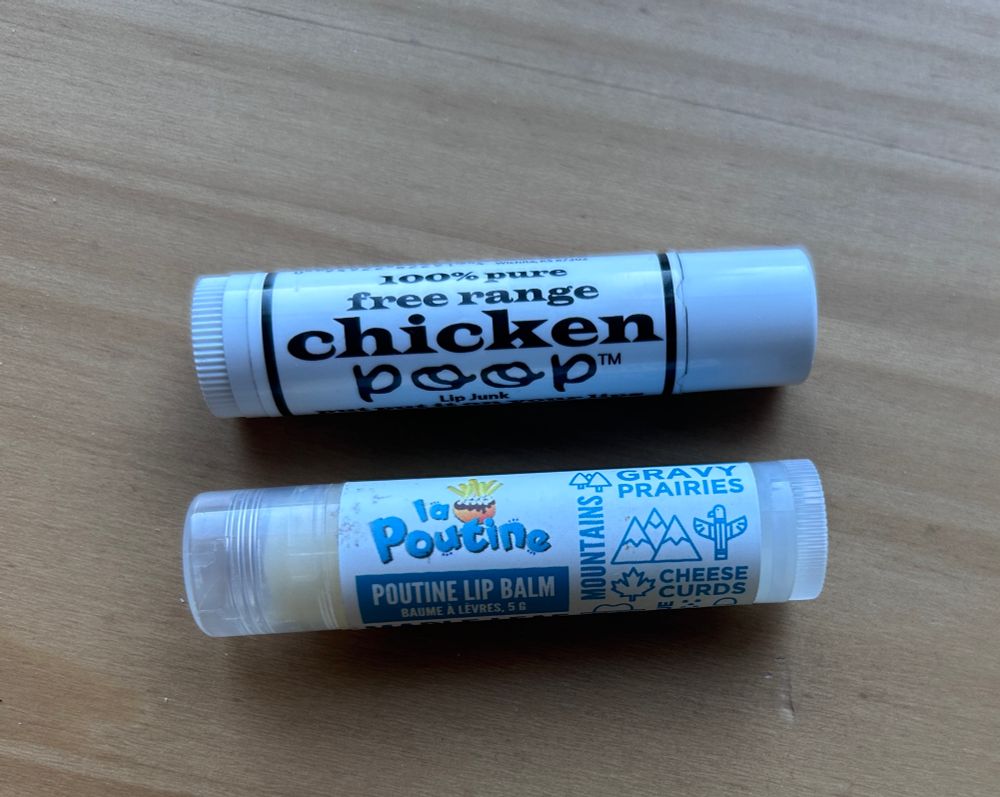 100% pure
free range
chicken
poop™
Lip Junk
la
Poutine
POUTINE LIP BALM
BAUME À LÈVRES, 5 G
MOUNTAINS
GRAVY
PRAIRIES
CHEESE
CURDS